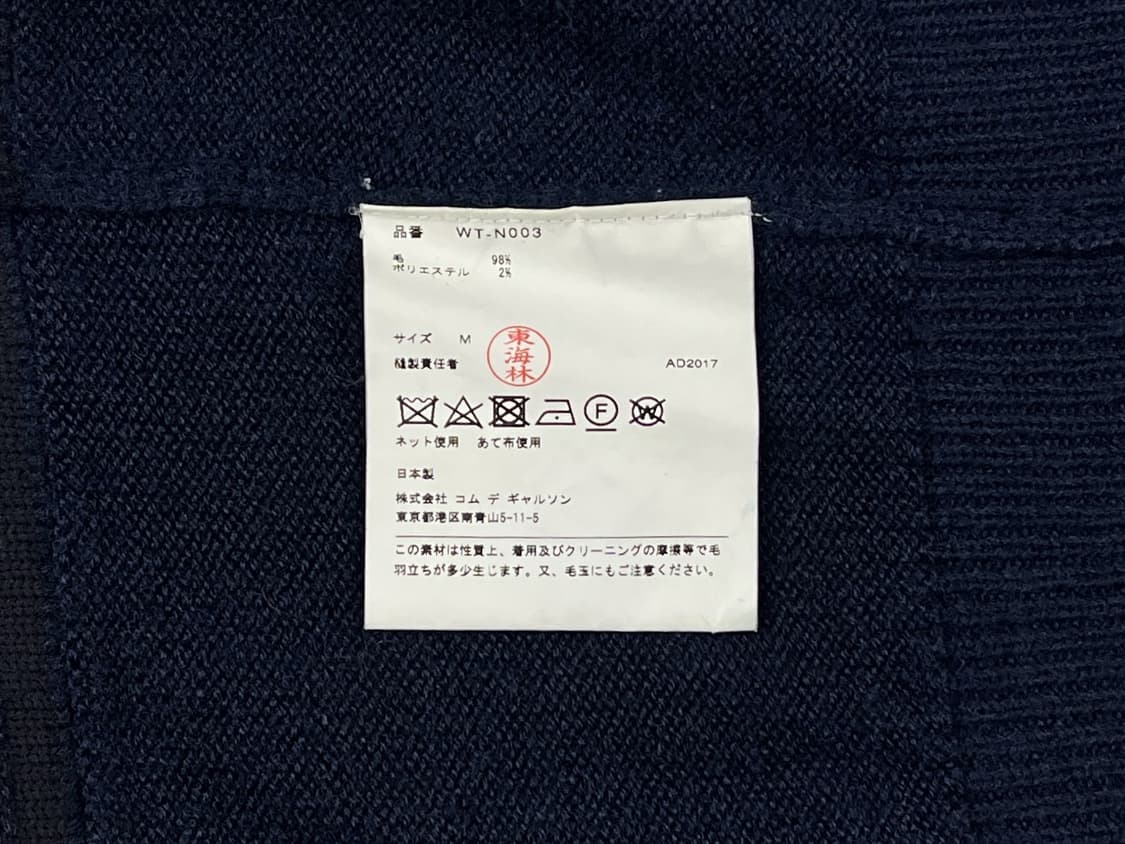 品番 WT-N003
毛 98%
ポリエステル 2%
サイズ M
縫製責任者 東海林 AD2017
F W
ネット使用 あて布使用
日本製
株式会社 コム デ ギャルソン
東京都港区南青山5-11-5
この素材は性質上、着用及びクリーニングの摩擦等で毛
羽立ちが多少生じます。又、毛玉にもご注意ください。